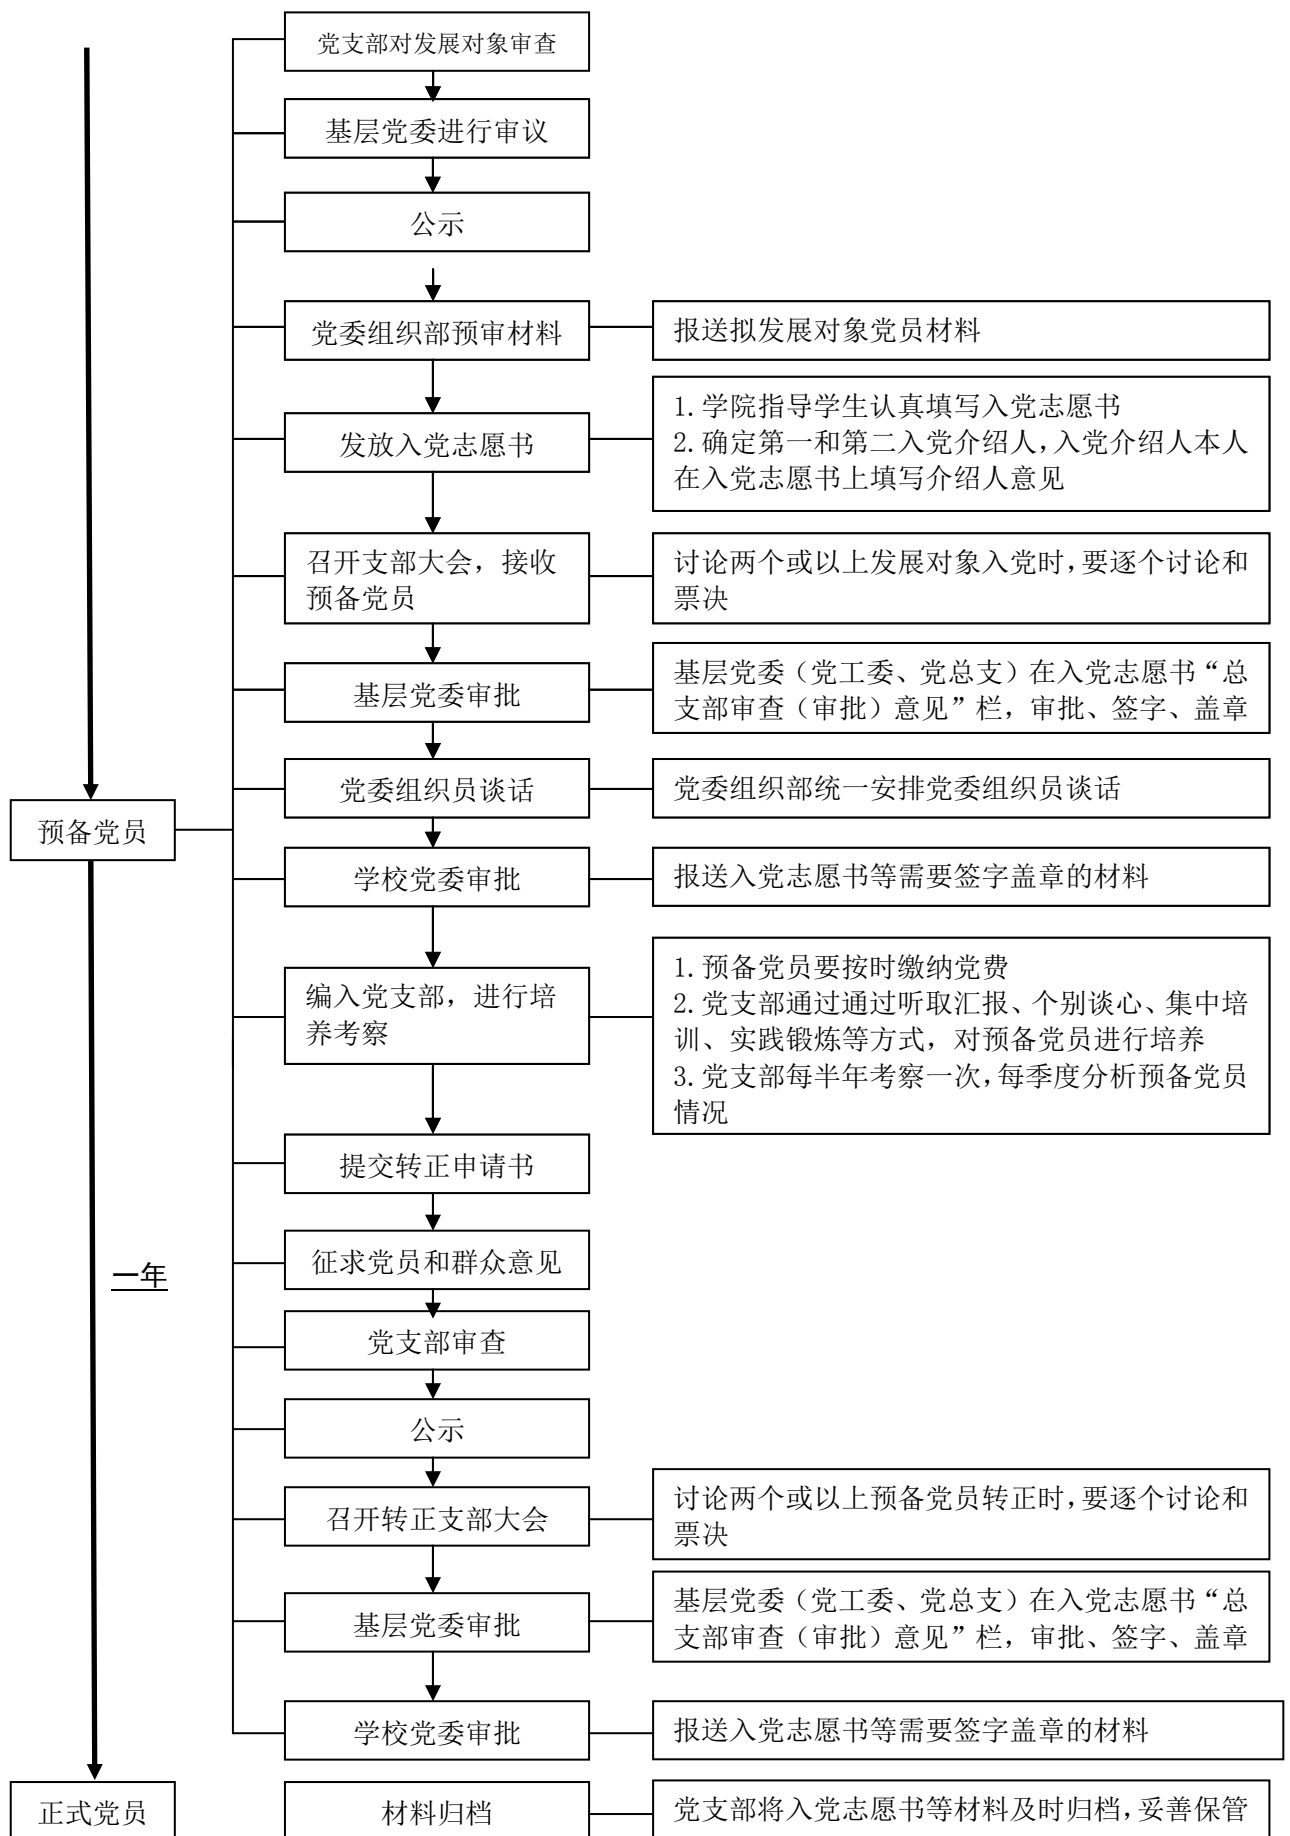 党支部对发展对象审查
基层党委进行审议
公示
党委组织部预审材料
报送拟发展对象党员材料
发放入党志愿书
1.学院指导学生认真填写入党志愿书
2.确定第一和第二入党介绍人,入党介绍人本人
在入党志愿书上填写介绍人意见
召开支部大会，接收
预备党员
讨论两个或以上发展对象入党时,要逐个讨论和
票决
基层党委审批
基层党委（党工委、党总支）在入党志愿书“总
支部审查（审批）意见”栏，审批、签字、盖章
党委组织员谈话
党委组织部统一安排党委组织员谈话
预备党员
学校党委审批
报送入党志愿书等需要签字盖章的材料
编入党支部，进行培
养考察
1.预备党员要按时缴纳党费
2.党支部通过通过听取汇报、个别谈心、集中培
训、实践锻炼等方式，对预备党员进行培养
3.党支部每半年考察一次,每季度分析预备党员
情况
提交转正申请书
征求党员和群众意见
一年
党支部审查
公示
召开转正支部大会
讨论两个或以上预备党员转正时,要逐个讨论和
票决
基层党委审批
基层党委（党工委、党总支）在入党志愿书“总
支部审查（审批）意见”栏，审批、签字、盖章
学校党委审批
报送入党志愿书等需要签字盖章的材料
正式党员
材料归档
党支部将入党志愿书等材料及时归档,妥善保管